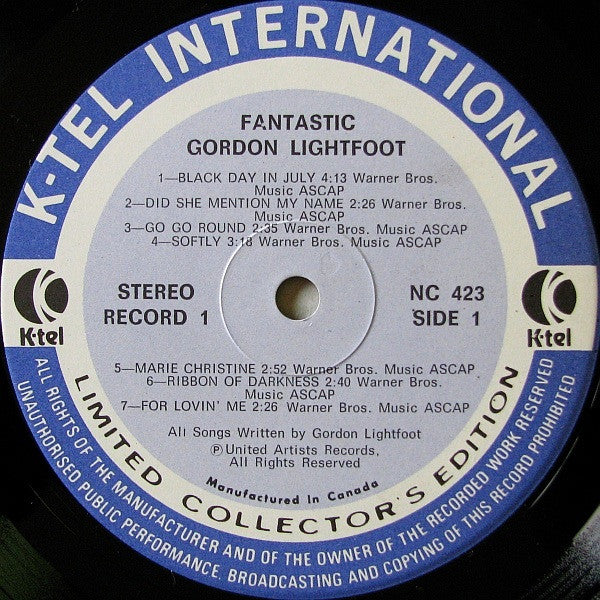 K-TEL INTERNATIONAL
FANTASTIC
GORDON LIGHTFOOT
1—BLACK DAY IN JULY 4:13 Warner Bros.
Music ASCAP
2—DID SHE MENTION MY NAME 2:26 Warner Bros.
Music ASCAP
3—GO GO ROUND 2:35 Warner Bros. Music ASCAP
4—SOFTLY 3:18 Warner Bros. Music ASCAP
K-tel
STEREO
RECORD 1
NC 423
SIDE 1
K-tel
5—MARIE CHRISTINE 2:52 Warner Bros. Music ASCAP
6—RIBBON OF DARKNESS 2:40 Warner Bros.
Music ASCAP
7—FOR LOVIN' ME 2:26 Warner Bros. Music ASCAP
All Songs Written by Gordon Lightfoot
Ⓟ United Artists Records,
All Rights Reserved
Manufactured In Canada
LIMITED COLLECTOR'S EDITION
ALL RIGHTS OF THE MANUFACTURER AND OF THE OWNER OF THE RECORDED WORK RESERVED
UNAUTHORISED PUBLIC PERFORMANCE, BROADCASTING AND COPYING OF THIS RECORD PROHIBITED.